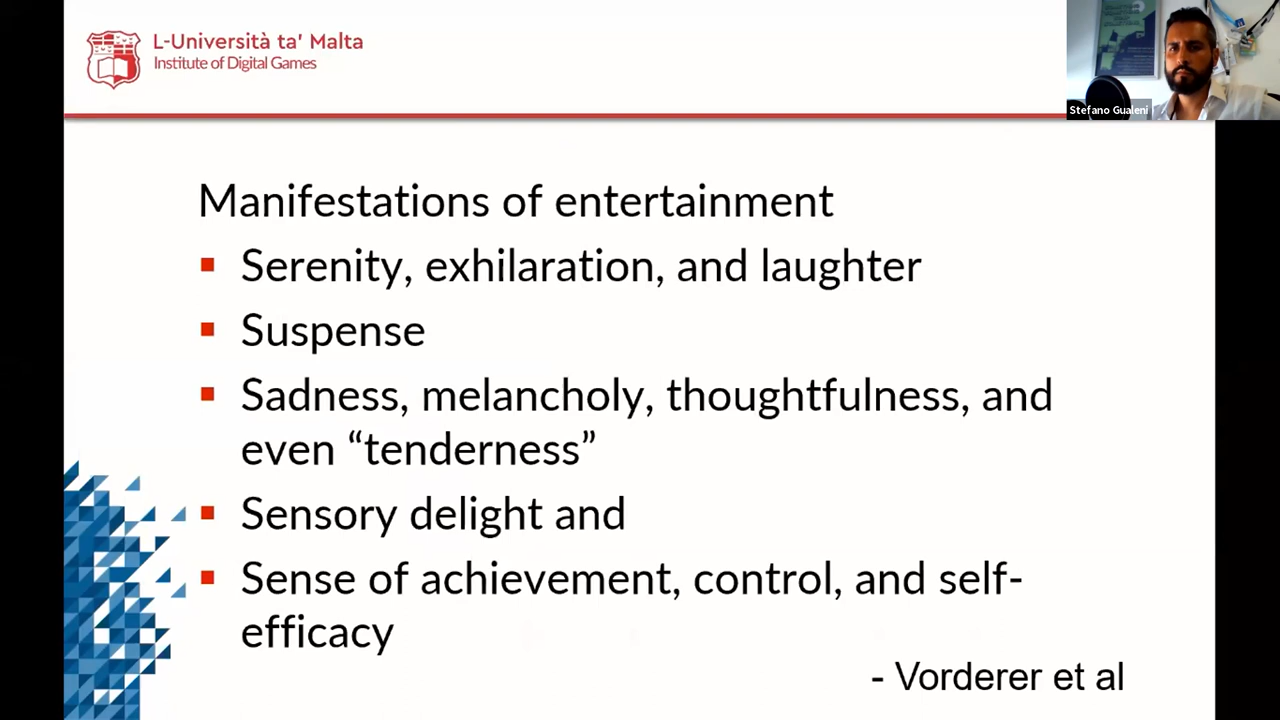 L-Università ta' Malta
Institute of Digital Games
Stefano Gualeni
Manifestations of entertainment
Serenity, exhilaration, and laughter
Suspense
Sadness, melancholy, thoughtfulness, and
even “tenderness”
Sensory delight and
Sense of achievement, control, and self-
efficacy
- Vorderer et al